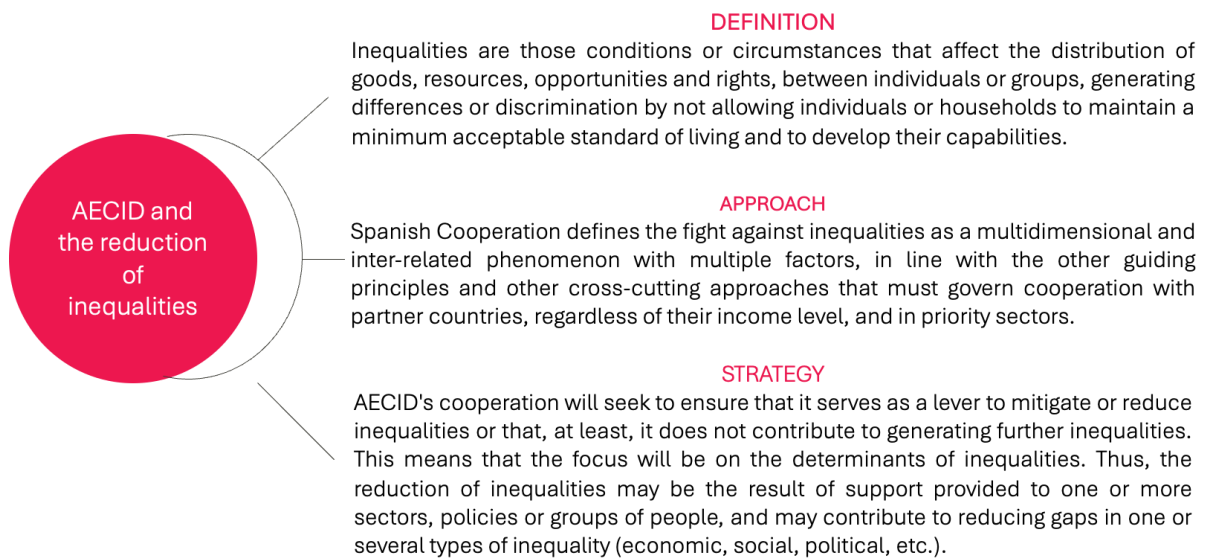 AECID and
the reduction
of
inequalities
DEFINITION
Inequalities are those conditions or circumstances that affect the distribution of
goods, resources, opportunities and rights, between individuals or groups, generating
differences or discrimination by not allowing individuals or households to maintain a
minimum acceptable standard of living and to develop their capabilities.
APPROACH
Spanish Cooperation defines the fight against inequalities as a multidimensional and
inter-related phenomenon with multiple factors, in line with the other guiding
principles and other cross-cutting approaches that must govern cooperation with
partner countries, regardless of their income level, and in priority sectors.
STRATEGY
AECID's cooperation will seek to ensure that it serves as a lever to mitigate or reduce
inequalities or that, at least, it does not contribute to generating further inequalities.
This means that the focus will be on the determinants of inequalities. Thus, the
reduction of inequalities may be the result of support provided to one or more
sectors, policies or groups of people, and may contribute to reducing gaps in one or
several types of inequality (economic, social, political, etc.).